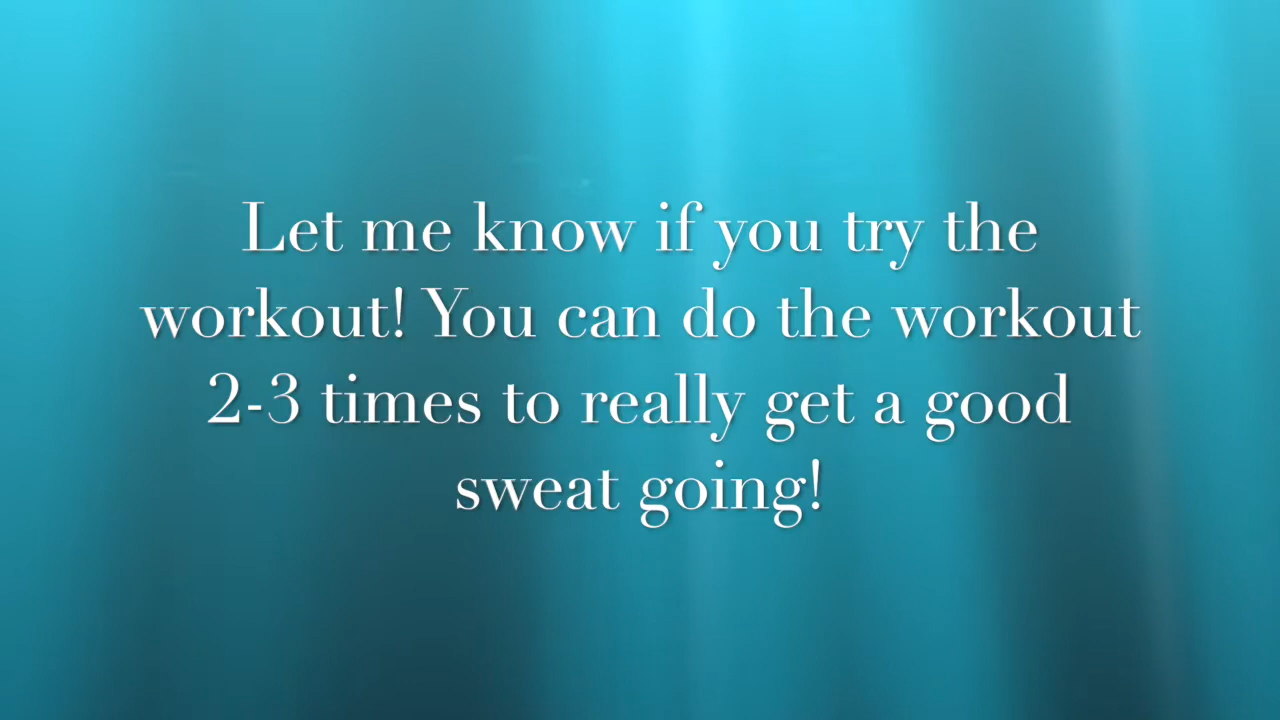 Let me know if you try the
workout! You can do the workout
2-3 times to really get a good
sweat going!